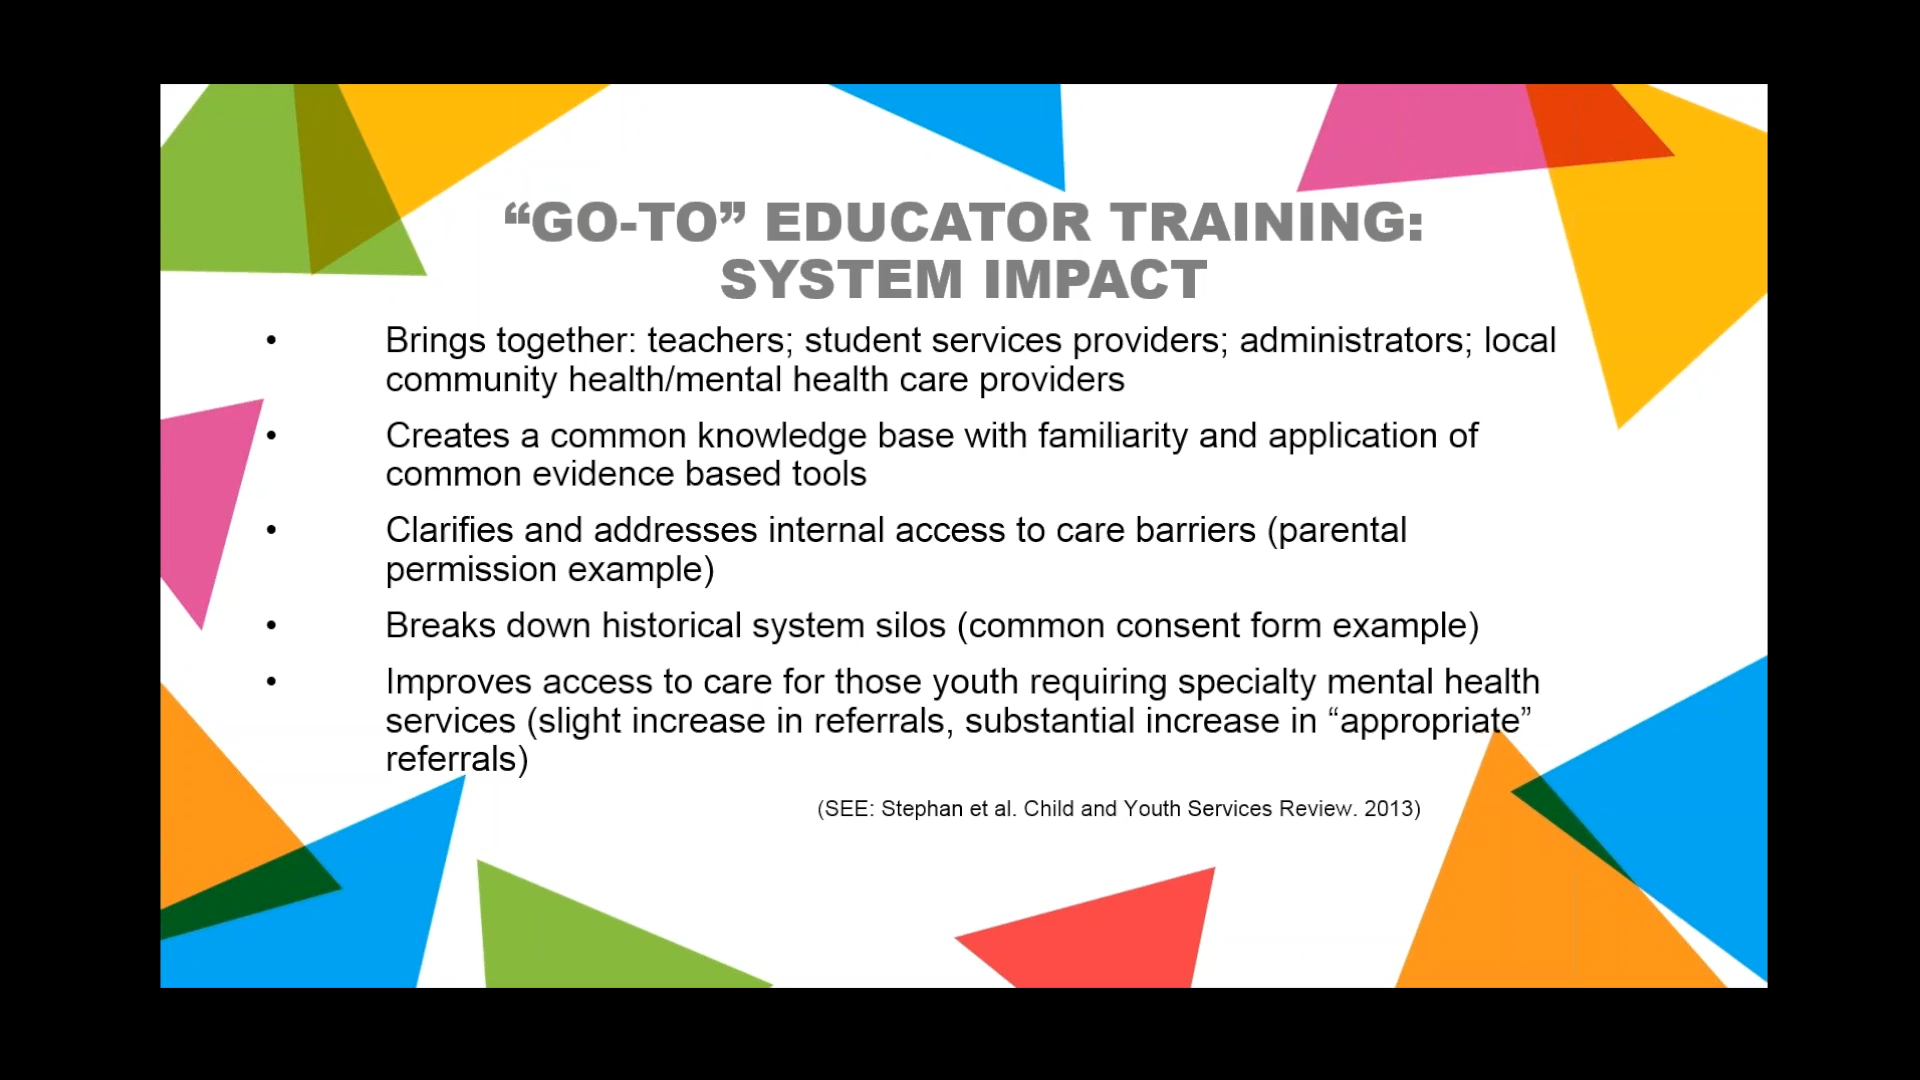 “GO-TO” EDUCATOR TRAINING:
SYSTEM IMPACT
• Brings together: teachers; student services providers; administrators; local
community health/mental health care providers
• Creates a common knowledge base with familiarity and application of
common evidence based tools
• Clarifies and addresses internal access to care barriers (parental
permission example)
• Breaks down historical system silos (common consent form example)
• Improves access to care for those youth requiring specialty mental health
services (slight increase in referrals, substantial increase in “appropriate”
referrals)
(SEE: Stephan et al. Child and Youth Services Review. 2013)